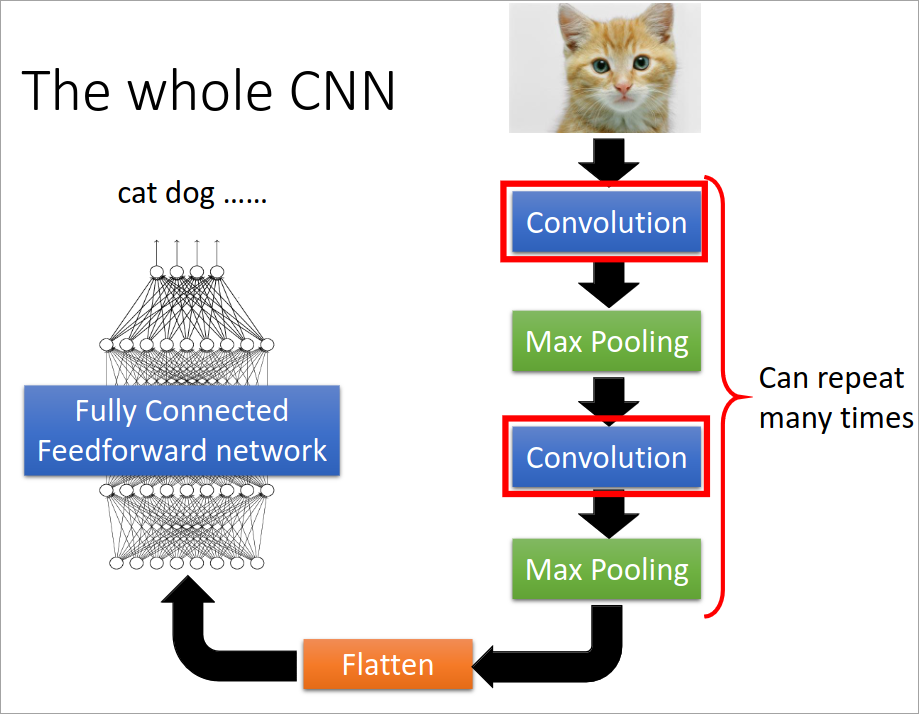 The whole CNN
cat dog ……
Convolution
Max Pooling
Convolution
Max Pooling
Can repeat
many times
Flatten
Fully Connected
Feedforward network